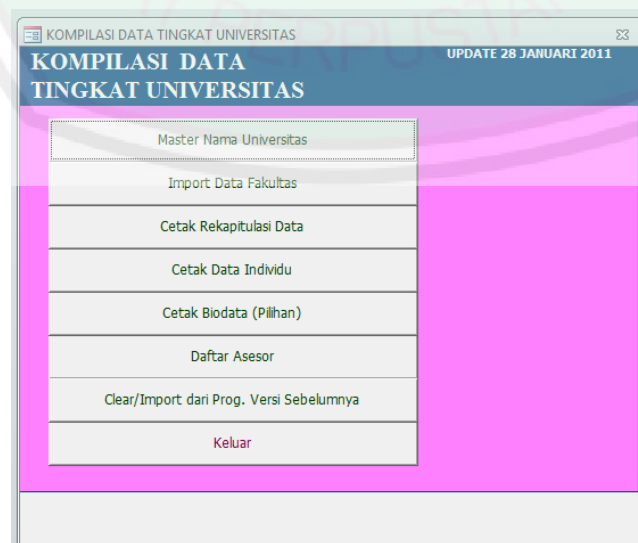 KOMPILASI DATA TINGKAT UNIVERSITAS
KOMPILASI DATA
TINGKAT UNIVERSITAS
UPDATE 28 JANUARI 2011
Master Nama Universitas
Import Data Fakultas
Cetak Rekapitulasi Data
Cetak Data Individu
Cetak Biodata (Pilihan)
Daftar Asesor
Clear/Import dari Prog. Versi Sebelumnya
Keluar